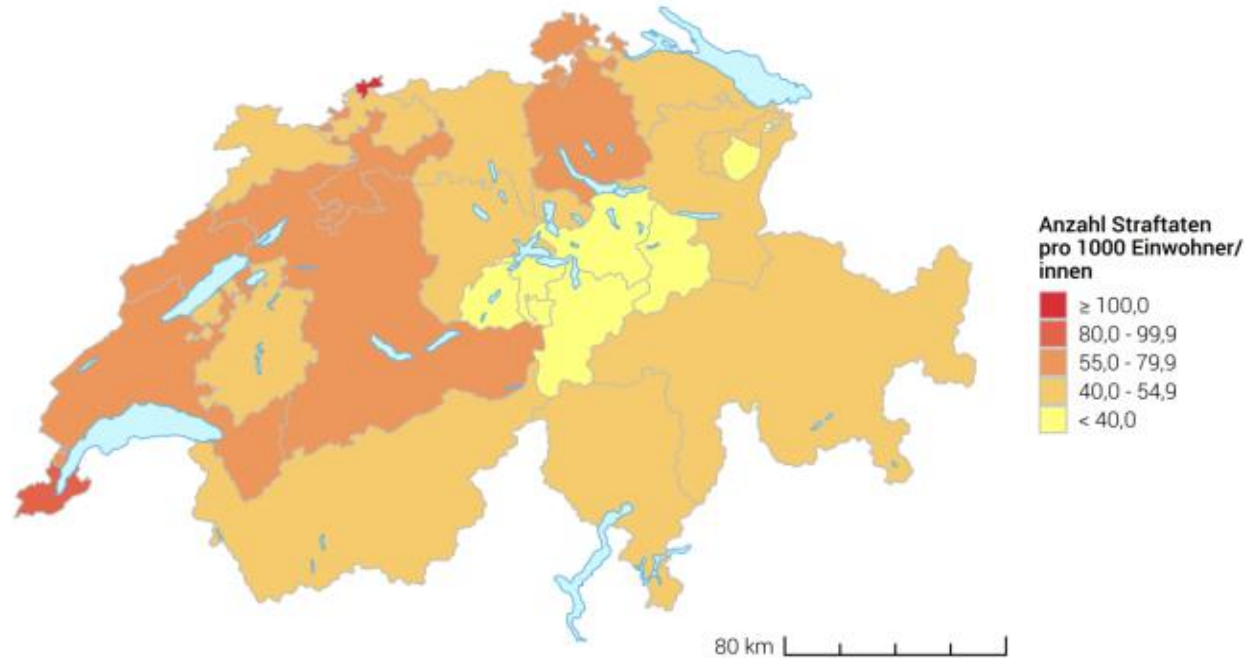 Anzahl Straftaten
pro 1000 Einwohner/
innen
≥ 100,0
80,0 - 99,9
55,0 - 79,9
40,0 - 54,9
< 40,0
80 km